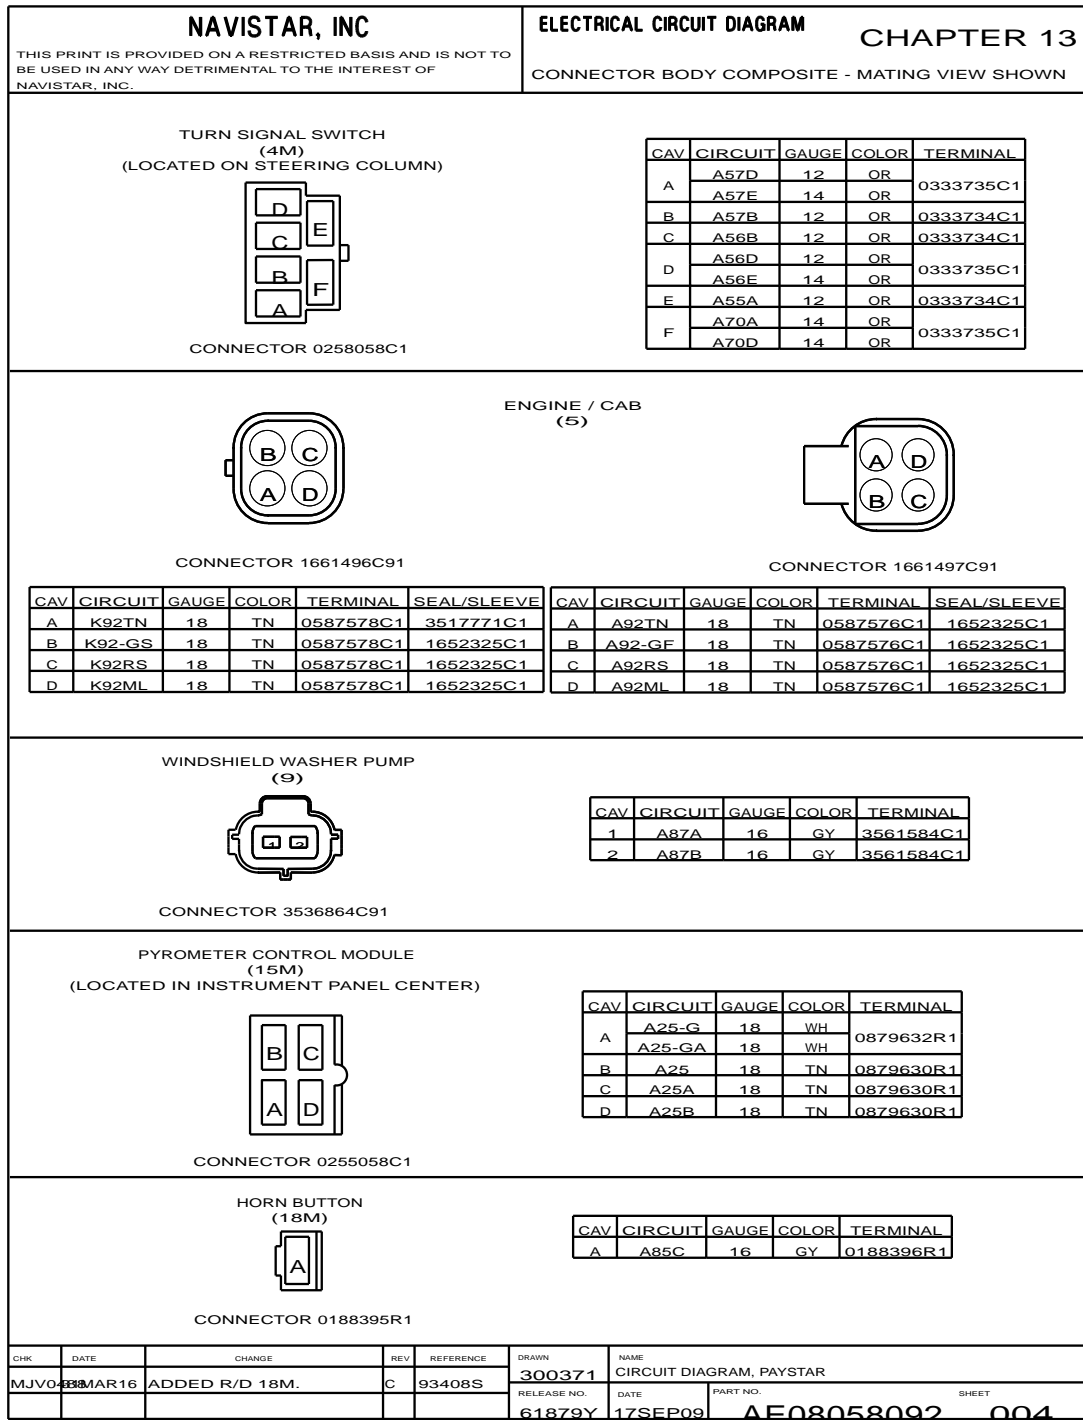 NAVISTAR, INC
THIS PRINT IS PROVIDED ON A RESTRICTED BASIS AND IS NOT TO
BE USED IN ANY WAY DETRIMENTAL TO THE INTEREST OF
NAVISTAR, INC.
ELECTRICAL CIRCUIT DIAGRAM
CHAPTER 13
CONNECTOR BODY COMPOSITE - MATING VIEW SHOWN
TURN SIGNAL SWITCH
(4M)
(LOCATED ON STEERING COLUMN)
D
C
B
A
E
F
CONNECTOR 0258058C1
CAV CIRCUIT GAUGE COLOR TERMINAL
A A57D 12 OR 0333735C1
A57E 14 OR
B A57B 12 OR 0333734C1
C A56B 12 OR 0333734C1
D A56D 12 OR 0333735C1
A56E 14 OR
E A55A 12 OR 0333734C1
F A70A 14 OR 0333735C1
A70D 14 OR
ENGINE / CAB
(5)
B C
A D
CONNECTOR 1661496C91
CAV CIRCUIT GAUGE COLOR TERMINAL SEAL/SLEEVE
A K92TN 18 TN 0587578C1 3517771C1
B K92-GS 18 TN 0587578C1 1652325C1
C K92RS 18 TN 0587578C1 1652325C1
D K92ML 18 TN 0587578C1 1652325C1
A D
B C
CONNECTOR 1661497C91
CAV CIRCUIT GAUGE COLOR TERMINAL SEAL/SLEEVE
A A92TN 18 TN 0587576C1 1652325C1
B A92-GF 18 TN 0587576C1 1652325C1
C A92RS 18 TN 0587576C1 1652325C1
D A92ML 18 TN 0587576C1 1652325C1
WINDSHIELD WASHER PUMP
(9)
1 2
CONNECTOR 3536864C91
CAV CIRCUIT GAUGE COLOR TERMINAL
1 A87A 16 GY 3561584C1
2 A87B 16 GY 3561584C1
PYROMETER CONTROL MODULE
(15M)
(LOCATED IN INSTRUMENT PANEL CENTER)
B C
A D
CONNECTOR 0255058C1
CAV CIRCUIT GAUGE COLOR TERMINAL
A A25-G 18 WH 0879632R1
A25-GA 18 WH
B A25 18 TN 0879630R1
C A25A 18 TN 0879630R1
D A25B 18 TN 0879630R1
HORN BUTTON
(18M)
A
CONNECTOR 0188395R1
CAV CIRCUIT GAUGE COLOR TERMINAL
A A85C 16 GY 0188396R1
CHK DATE CHANGE REV REFERENCE
ADDED R/D 18M. C 93408S
DRAWN
300371
NAME
CIRCUIT DIAGRAM, PAYSTAR
RELEASE NO.
61879Y
DATE
17SEP09
PART NO.
AE08058092
SHEET
004